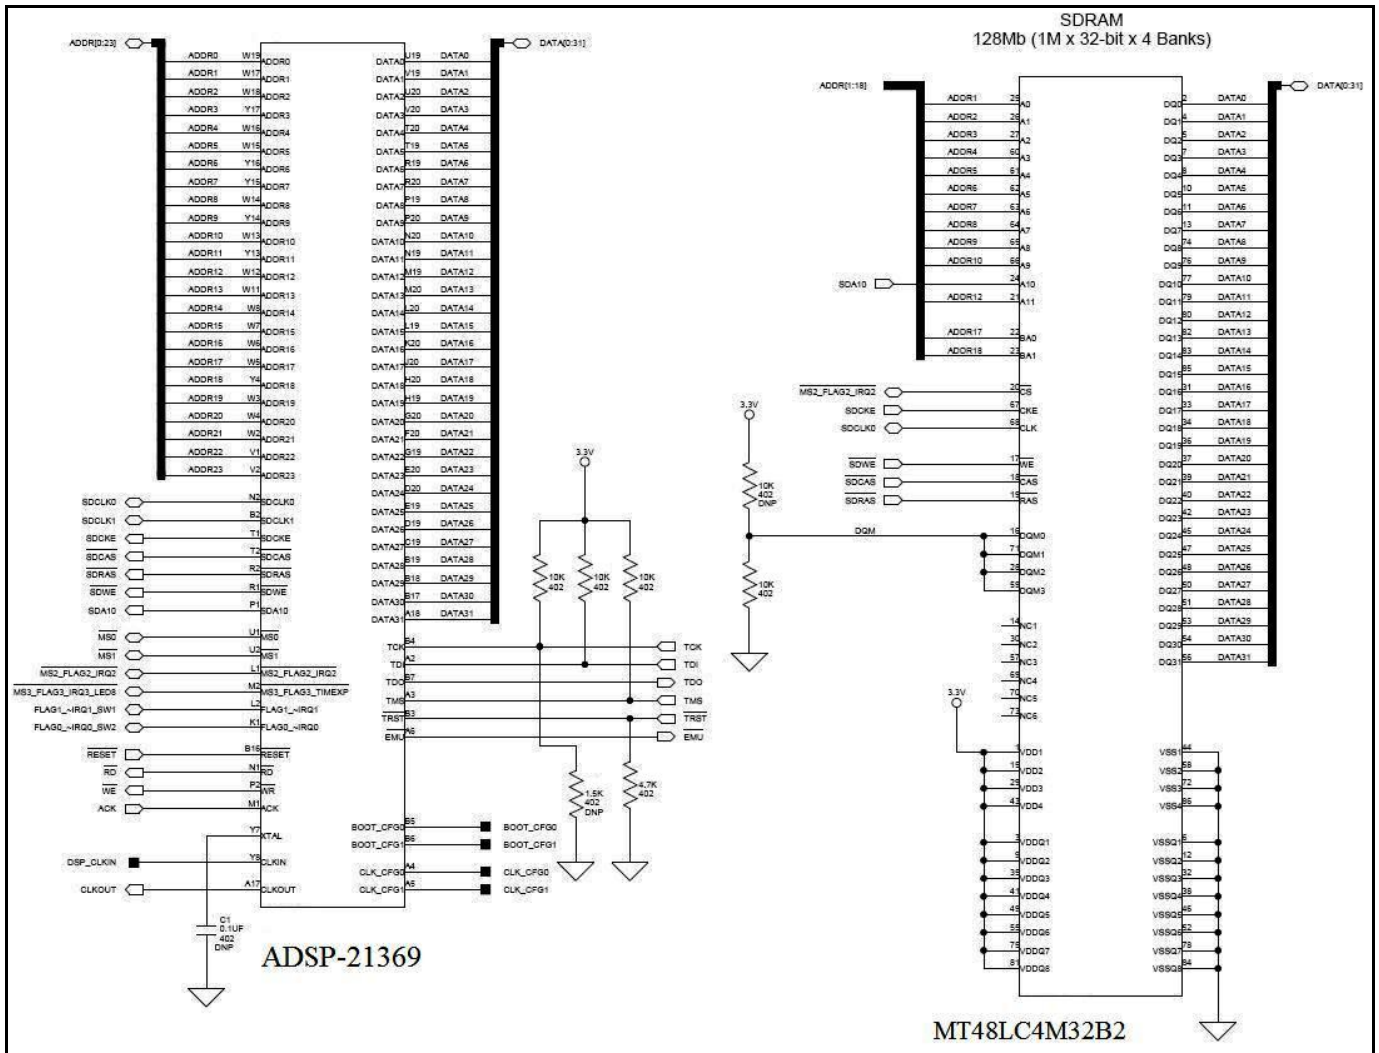 SDRAM
128Mb (1M x 32-bit x 4 Banks)
ADDR[0:23]
DATA[0:31]
ADDR0 W19 ADDR0 DATA0 U19 DATA0
ADDR1 W17 ADDR1 DATA1 V19 DATA1
ADDR2 W18 ADDR2 DATA2 U20 DATA2
ADDR3 Y17 ADDR3 DATA3 V20 DATA3
ADDR4 W16 ADDR4 DATA4 T20 DATA4
ADDR5 W15 ADDR5 DATA5 T19 DATA5
ADDR6 Y16 ADDR6 DATA6 R19 DATA6
ADDR7 Y15 ADDR7 DATA7 R20 DATA7
ADDR8 W14 ADDR8 DATA8 P19 DATA8
ADDR9 Y14 ADDR9 DATA9 P20 DATA9
ADDR10 W13 ADDR10 DATA10 N20 DATA10
ADDR11 Y13 ADDR11 DATA11 N19 DATA11
ADDR12 W12 ADDR12 DATA12 M19 DATA12
ADDR13 W11 ADDR13 DATA13 M20 DATA13
ADDR14 W8 ADDR14 DATA14 L20 DATA14
ADDR15 W7 ADDR15 DATA15 L19 DATA15
ADDR16 W6 ADDR16 DATA16 K20 DATA16
ADDR17 W5 ADDR17 DATA17 J20 DATA17
ADDR18 Y4 ADDR18 DATA18 H20 DATA18
ADDR19 W3 ADDR19 DATA19 H19 DATA19
ADDR20 W4 ADDR20 DATA20 G20 DATA20
ADDR21 W2 ADDR21 DATA21 F20 DATA21
ADDR22 V1 ADDR22 DATA22 G19 DATA22
ADDR23 V2 ADDR23 DATA23 E20 DATA23
DATA24 D20 DATA24
SDCLK0 N2 SDCLK0 DATA25 E19 DATA25
SDCLK1 B2 SDCLK1 DATA26 D19 DATA26
SDCKE T1 SDCKE DATA27 C19 DATA27
SDCAS T2 SDCAS DATA28 B19 DATA28
SDRAS R2 SDRAS DATA29 B18 DATA29
SDWE R1 SDWE DATA30 B17 DATA30
SDA10 P1 SDA10 DATA31 A18 DATA31
MS0 U1 MS0 TCK B4 TCK
MS1 U2 MS1 TDI A2 TDI
MS2_FLAG2_IRQ2 L1 MS2_FLAG2_IRQ2 TDO B7 TDO
MS3_FLAG3_IRQ3_LED8 M2 MS3_FLAG3_TIMEXP TMS A3 TMS
FLAG1_~IRQ1_SW1 L2 FLAG1_~IRQ1 TRST B3 TRST
FLAG0_~IRQ0_SW2 K1 FLAG0_~IRQ0 EMU A6 EMU
RESET B16 RESET
RD N1 RD
WE P2 WR
ACK M1 ACK
Y7 XTAL BOOT_CFG0 B5 BOOT_CFG0
BOOT_CFG1 B6 BOOT_CFG1
DSP_CLKIN Y8 CLKIN CLK_CFG0 A4 CLK_CFG0
CLKOUT A17 CLKOUT CLK_CFG1 A5 CLK_CFG1
3.3V
10K
402
10K
402
10K
402
1.5K
402
DNP
4.7K
402
C1
0.1UF
402
DNP
ADSP-21369
ADDR[1:18]
DATA[0:31]
ADDR1 25 A0 DQ0 2 DATA0
ADDR2 26 A1 DQ1 4 DATA1
ADDR3 27 A2 DQ2 5 DATA2
ADDR4 60 A3 DQ3 7 DATA3
ADDR5 61 A4 DQ4 8 DATA4
ADDR6 62 A5 DQ5 10 DATA5
ADDR7 63 A6 DQ6 11 DATA6
ADDR8 64 A7 DQ7 13 DATA7
ADDR9 65 A8 DQ8 74 DATA8
ADDR10 66 A9 DQ9 76 DATA9
SDA10 24 A10 DQ10 77 DATA10
ADDR12 21 A11 DQ11 79 DATA11
DQ12 80 DATA12
ADDR17 22 BA0 DQ13 82 DATA13
ADDR18 23 BA1 DQ14 83 DATA14
DQ15 85 DATA15
MS2_FLAG2_IRQ2 20 CS DQ16 31 DATA16
SDCKE 67 CKE DQ17 33 DATA17
SDCLK0 68 CLK DQ18 34 DATA18
DQ19 36 DATA19
SDWE 17 WE DQ20 37 DATA20
SDCAS 18 CAS DQ21 39 DATA21
SDRAS 19 RAS DQ22 40 DATA22
DQ23 42 DATA23
DQM 16 DQM0 DQ24 45 DATA24
71 DQM1 DQ25 47 DATA25
28 DQM2 DQ26 48 DATA26
59 DQM3 DQ27 50 DATA27
DQ28 51 DATA28
14 NC1 DQ29 53 DATA29
30 NC2 DQ30 54 DATA30
57 NC3 DQ31 56 DATA31
69 NC4
70 NC5
73 NC6
3.3V
10K
402
DNP
10K
402
3.3V
1 VDD1 VSS1 44
15 VDD2 VSS2 58
29 VDD3 VSS3 72
43 VDD4 VSS4 86
3 VDDQ1 VSSQ1 6
9 VDDQ2 VSSQ2 12
35 VDDQ3 VSSQ3 32
41 VDDQ4 VSSQ4 38
49 VDDQ5 VSSQ5 46
55 VDDQ6 VSSQ6 52
75 VDDQ7 VSSQ7 78
81 VDDQ8 VSSQ8 84
MT48LC4M32B2